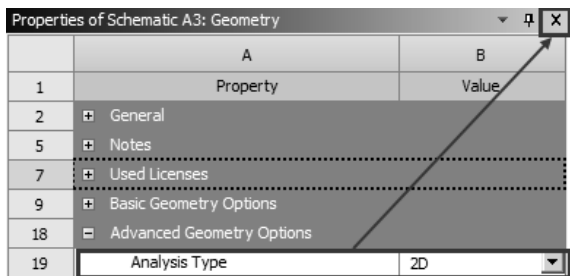 Properties of Schematic A3: Geometry
A B
1 Property Value
2 General
5 Notes
7 Used Licenses
9 Basic Geometry Options
18 Advanced Geometry Options
19 Analysis Type 2D